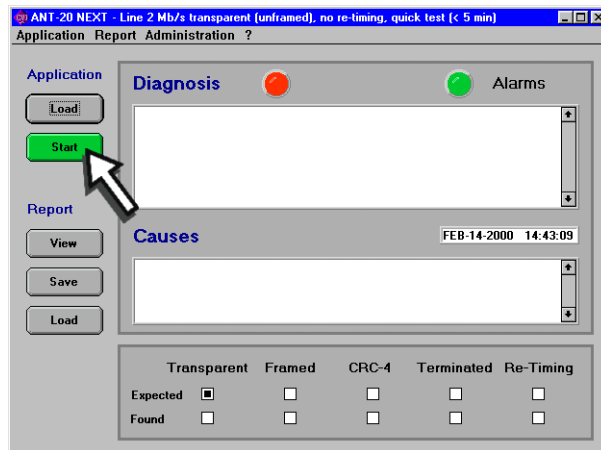 ANT-20 NEXT - Line 2 Mb/s transparent (unframed), no re-timing, quick test (< 5 min)
Application Report Administration ?
Application
Load
Start
Report
View
Save
Load
Diagnosis Alarms
Causes FEB-14-2000 14:43:09
Transparent Framed CRC-4 Terminated Re-Timing
Expected
Found